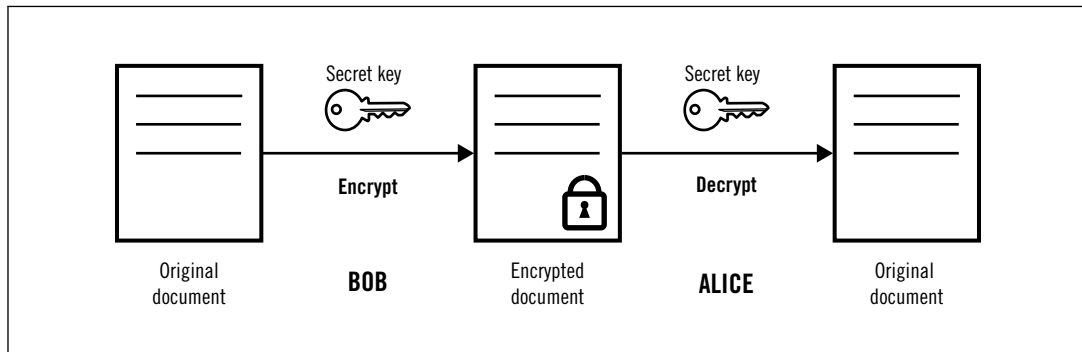 Secret key
Secret key
Encrypt
Decrypt
Original
document
BOB
Encrypted
document
ALICE
Original
document